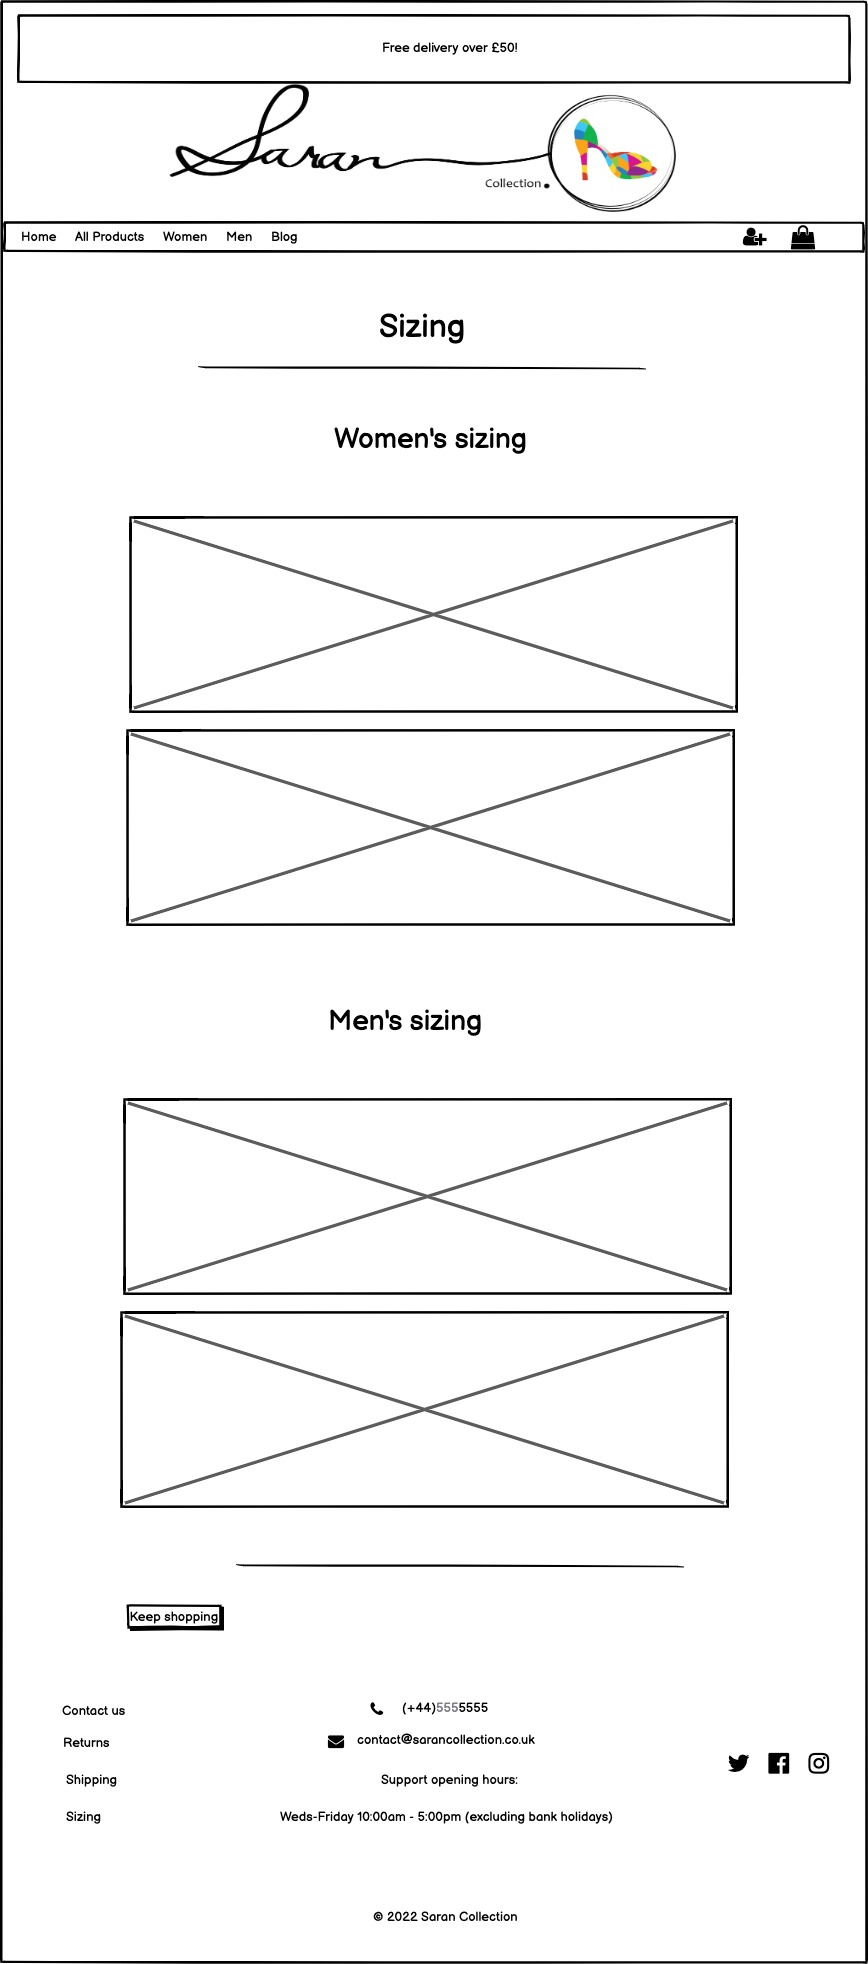 Free delivery over £50!
Saran
Collection.
Home All Products Women Men Blog
Sizing
Women's sizing
Men's sizing
Keep shopping
Contact us
Returns
Shipping
Sizing
(+44)5555555
contact@sarancollection.co.uk
Support opening hours:
Weds-Friday 10:00am - 5:00pm (excluding bank holidays)
© 2022 Saran Collection